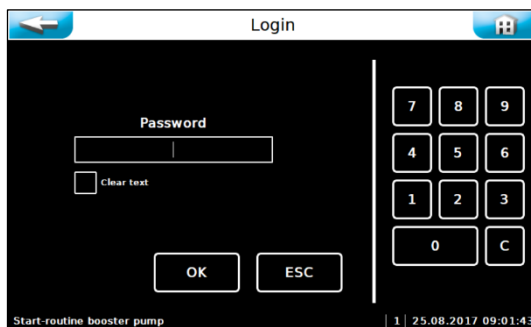 Login
Password
Clear text
OK ESC
7 8 9
4 5 6
1 2 3
0 C
Start-routine booster pump
1 25.08.2017 09:01:43